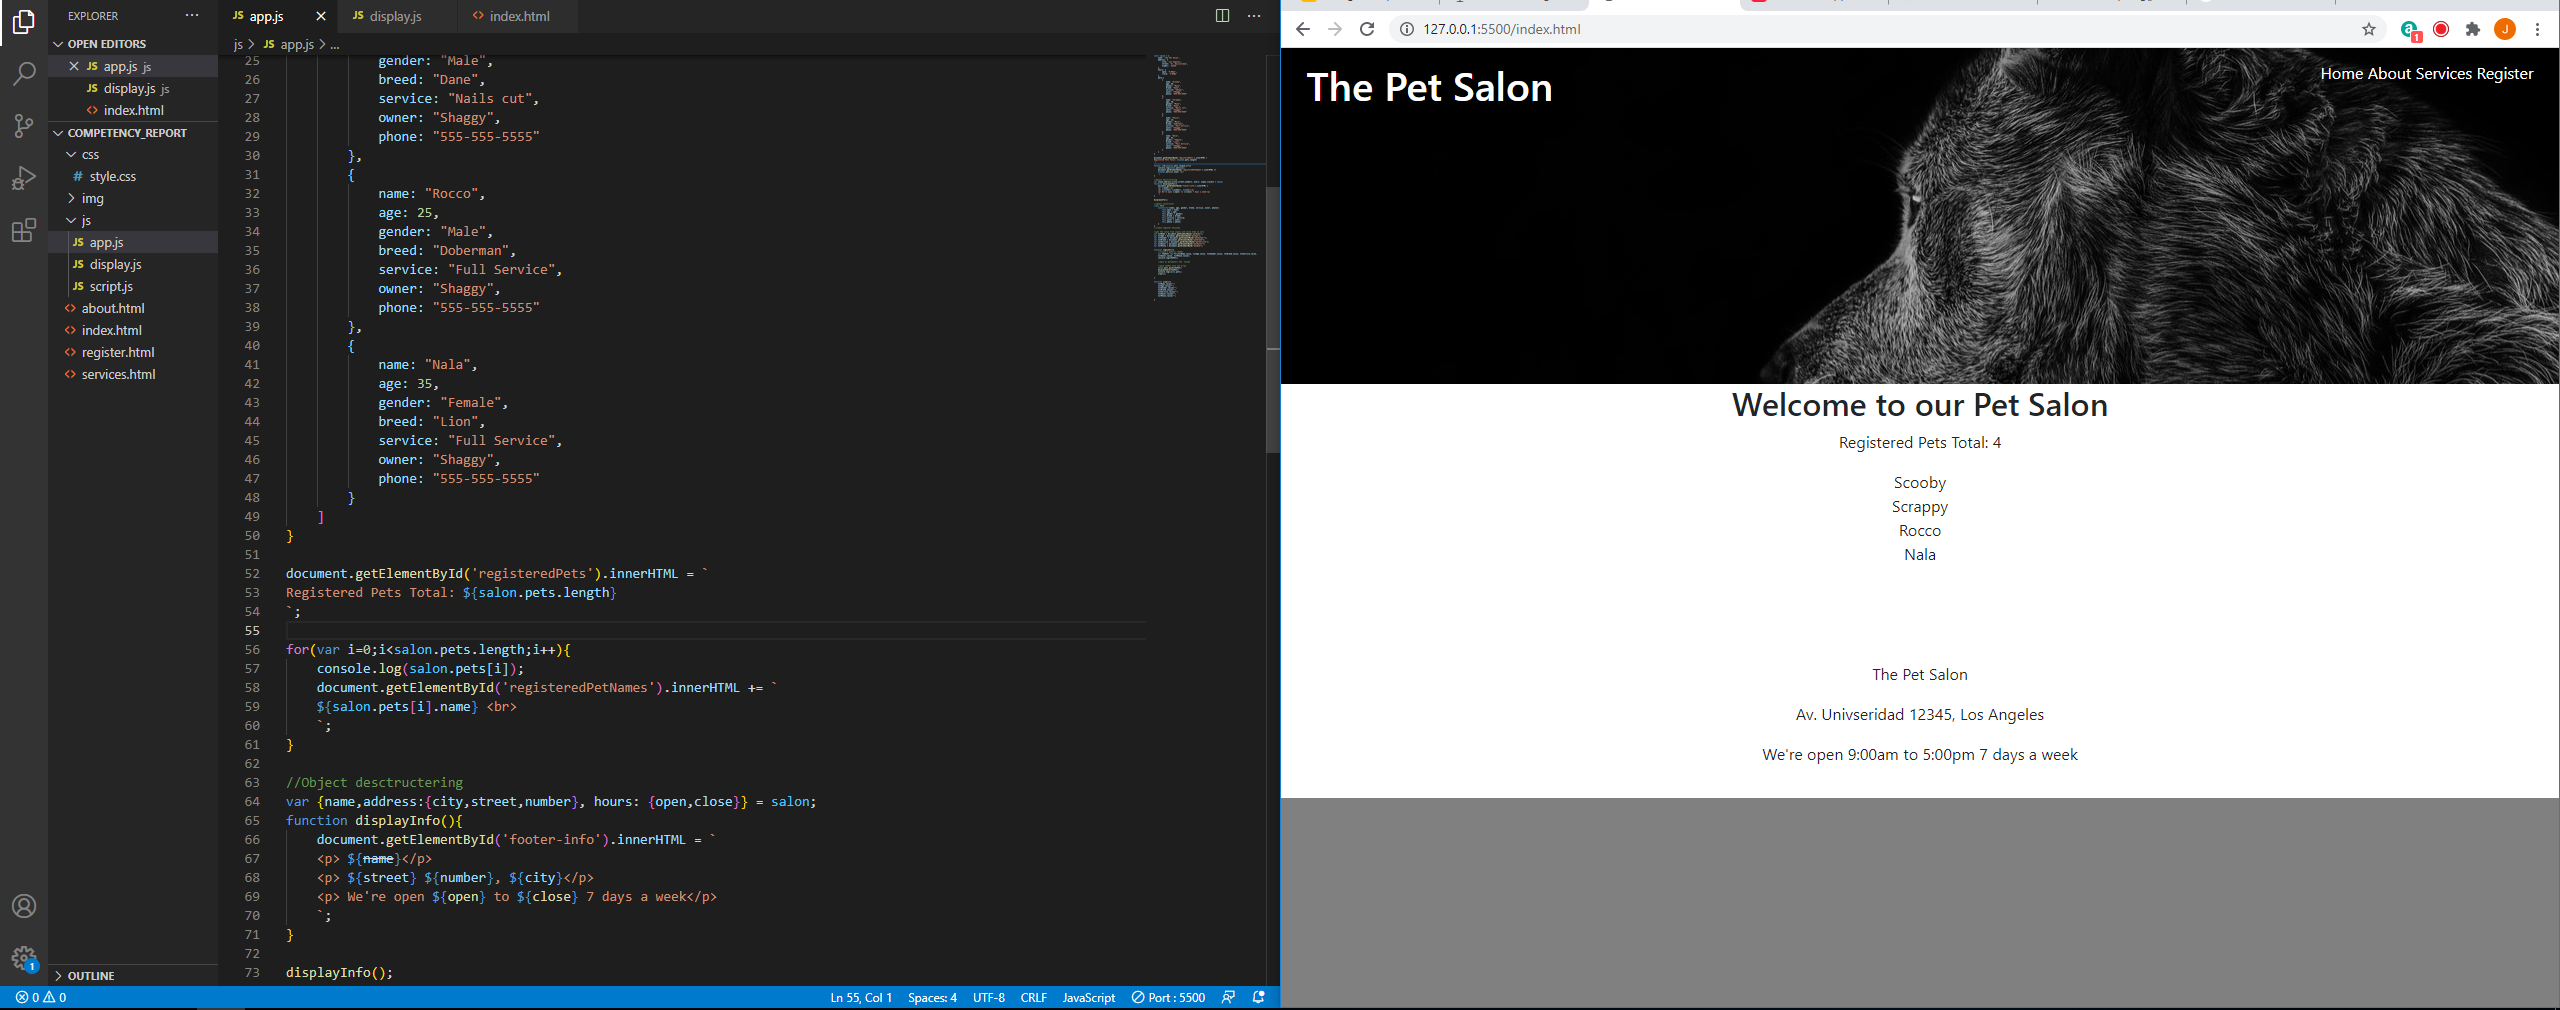 EXPLORER
OPEN EDITORS
app.js js
display.js js
index.html
COMPETENCY_REPORT
css
style.css
img
js
app.js
display.js
script.js
about.html
index.html
register.html
services.html
OUTLINE
app.js
display.js
index.html
js > app.js > ...
25 gender: "Male",
26 breed: "Dane",
27 service: "Nails cut",
28 owner: "Shaggy",
29 phone: "555-555-5555"
30 },
31 {
32 name: "Rocco",
33 age: 25,
34 gender: "Male",
35 breed: "Doberman",
36 service: "Full Service",
37 owner: "Shaggy",
38 phone: "555-555-5555"
39 },
40 {
41 name: "Nala",
42 age: 35,
43 gender: "Female",
44 breed: "Lion",
45 service: "Full Service",
46 owner: "Shaggy",
47 phone: "555-555-5555"
48 }
49 ]
50 }
51
52 document.getElementById('registeredPets').innerHTML = `
53 Registered Pets Total: ${salon.pets.length}
54 `;
55
56 for(var i=0;i<salon.pets.length;i++){
57 console.log(salon.pets[i]);
58 document.getElementById('registeredPetNames').innerHTML += `
59 ${salon.pets[i].name} <br>
60 `;
61 }
62
63 //Object desctructering
64 var {name,address:{city,street,number}, hours: {open,close}} = salon;
65 function displayInfo(){
66 document.getElementById('footer-info').innerHTML = `
67 <p> ${name}</p>
68 <p> ${street} ${number}, ${city}</p>
69 <p> We're open ${open} to ${close} 7 days a week</p>
70 `;
71 }
72
73 displayInfo();
0 0
Ln 55, Col 1 Spaces: 4 UTF-8 CRLF JavaScript Port : 5500
1
127.0.0.1:5500/index.html
1
J
The Pet Salon
Home About Services Register
Welcome to our Pet Salon
Registered Pets Total: 4
Scooby
Scrappy
Rocco
Nala
The Pet Salon
Av. Univseridad 12345, Los Angeles
We're open 9:00am to 5:00pm 7 days a week